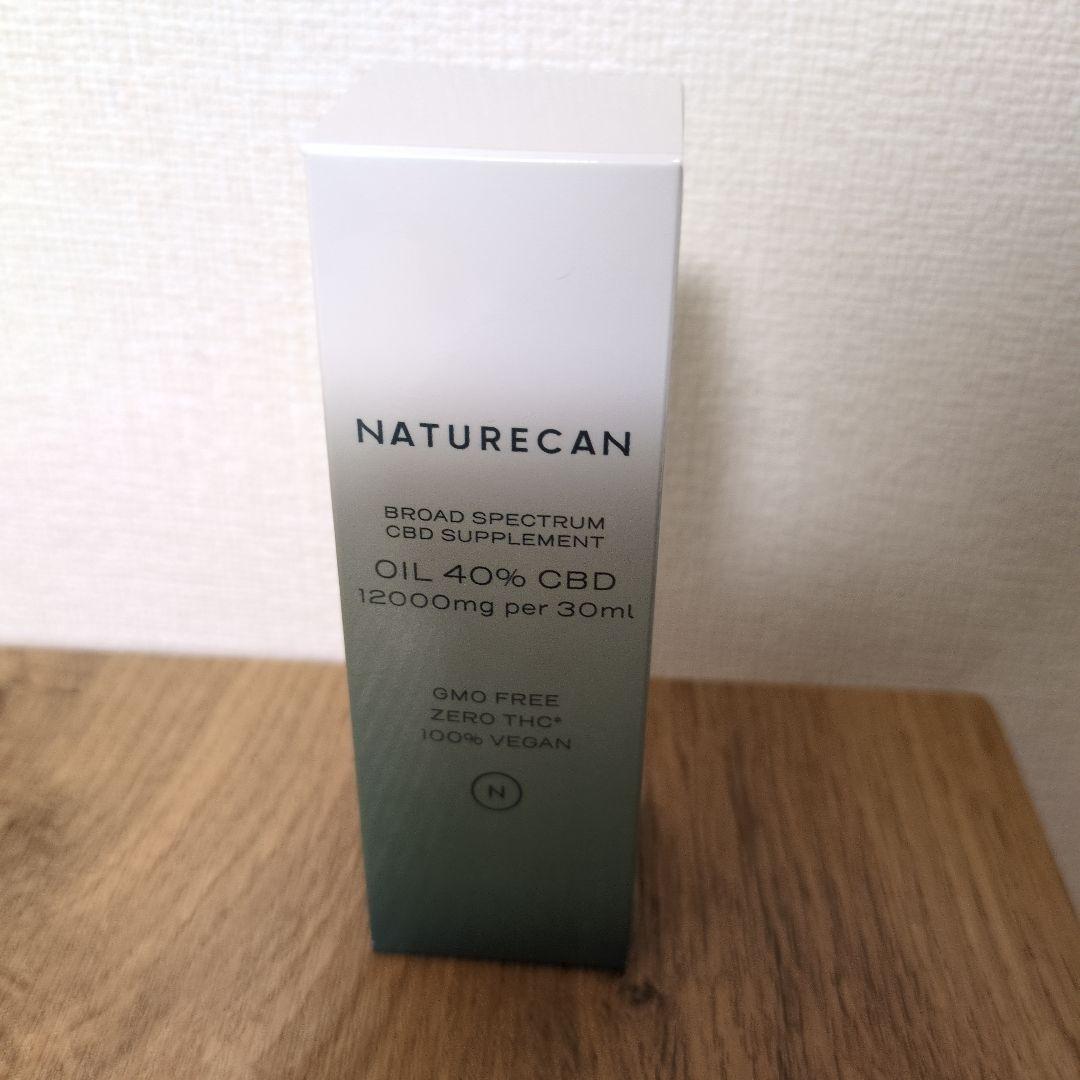 NATURECAN
BROAD SPECTRUM
CBD SUPPLEMENT
OIL 40% CBD
12000mg per 30ml
GMO FREE
ZERO THC*
100% VEGAN
N